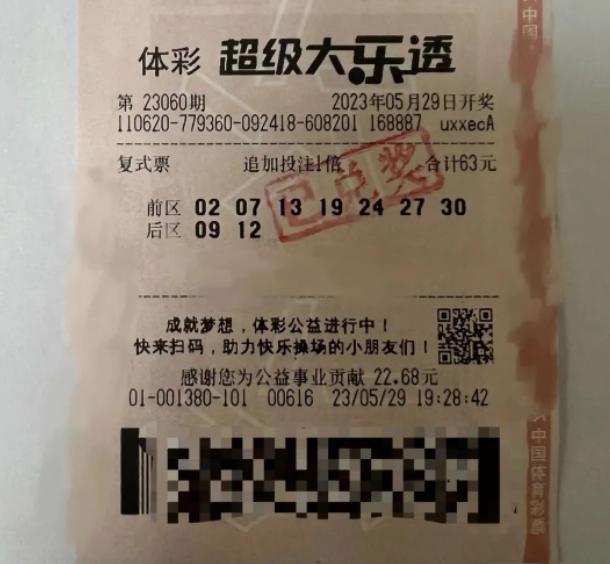 体彩 超级大乐透
第 23060期 2023年05月29日开奖
110620-779360-092418-608201 168887 uxxecA
复式票 追加投注1倍 合计63元
已兑奖
前区 02 07 13 19 24 27 30
后区 09 12
成就梦想，体彩公益进行中！
快来扫码，助力快乐操场的小朋友们！
感谢您为公益事业贡献 22.68元
01-001380-101 00616 23/05/29 19:28:42
中国
中国体育彩票